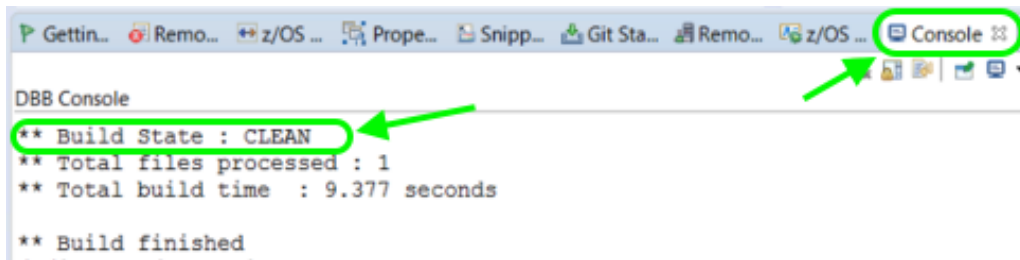 Gettin... Remo... z/OS ... Prope... Snipp... Git Sta... Remo... z/OS ... Console
DBB Console
** Build State : CLEAN
** Total files processed : 1
** Total build time : 9.377 seconds
** Build finished